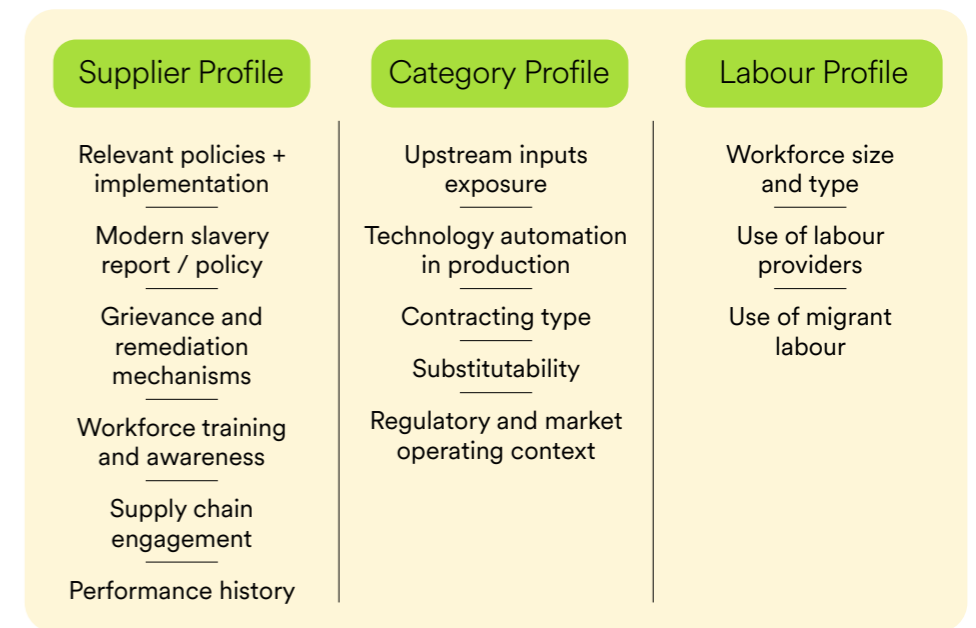 Supplier Profile
Relevant policies +
implementation
Modern slavery
report / policy
Grievance and
remediation
mechanisms
Workforce training
and awareness
Supply chain
engagement
Performance history
Category Profile
Upstream inputs
exposure
Technology automation
in production
Contracting type
Substitutability
Regulatory and market
operating context
Labour Profile
Workforce size
and type
Use of labour
providers
Use of migrant
labour